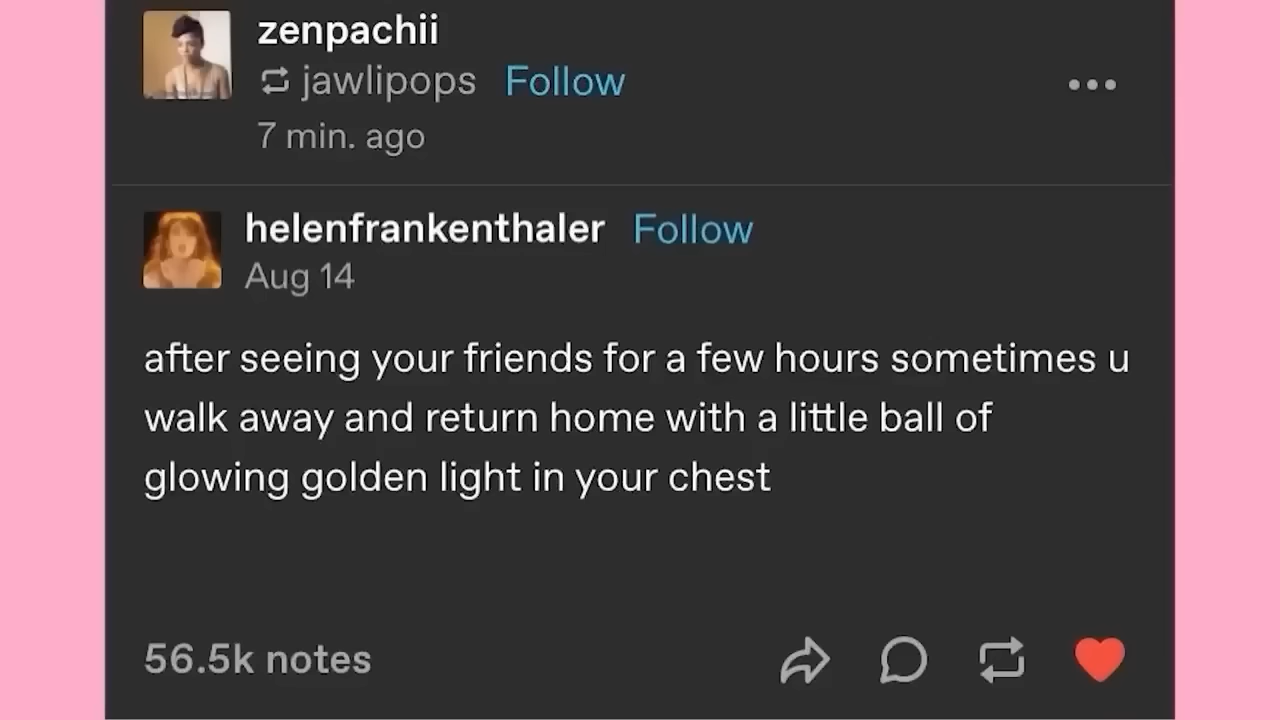 zenpachii
jawlipops Follow
7 min. ago
helenfrankenthaler Follow
Aug 14
after seeing your friends for a few hours sometimes u
walk away and return home with a little ball of
glowing golden light in your chest
56.5k notes